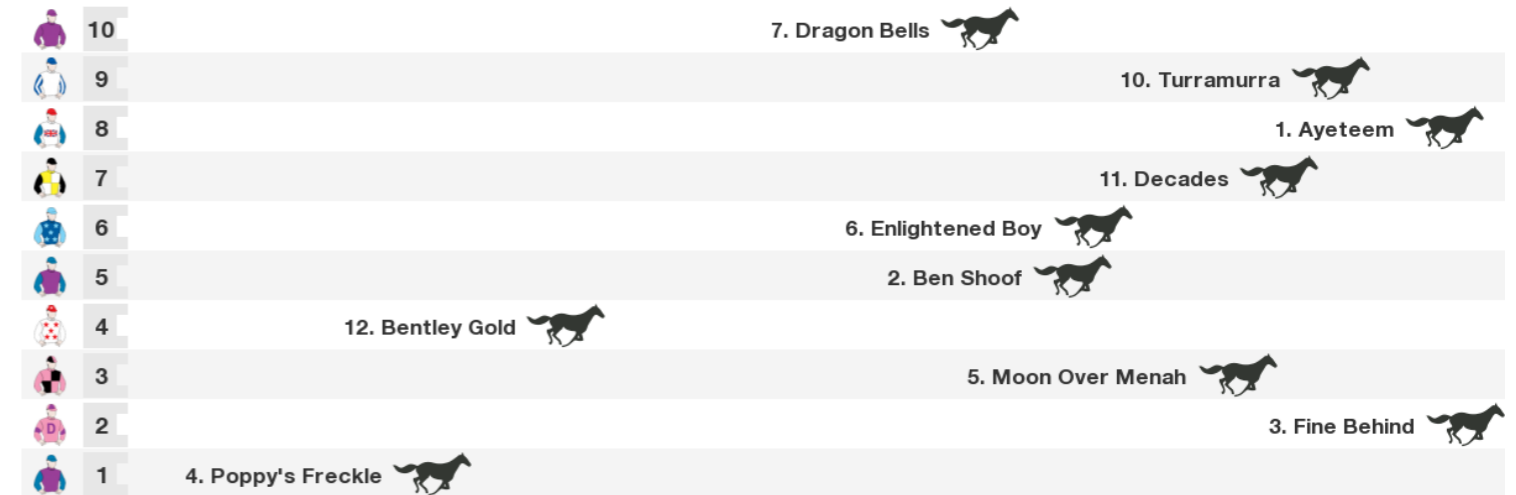 10 7. Dragon Bells
9 10. Turramurra
8 1. Ayeteem
7 11. Decades
6 6. Enlightened Boy
5 2. Ben Shoof
4 12. Bentley Gold
3 5. Moon Over Menah
D 2 3. Fine Behind
1 4. Poppy's Freckle